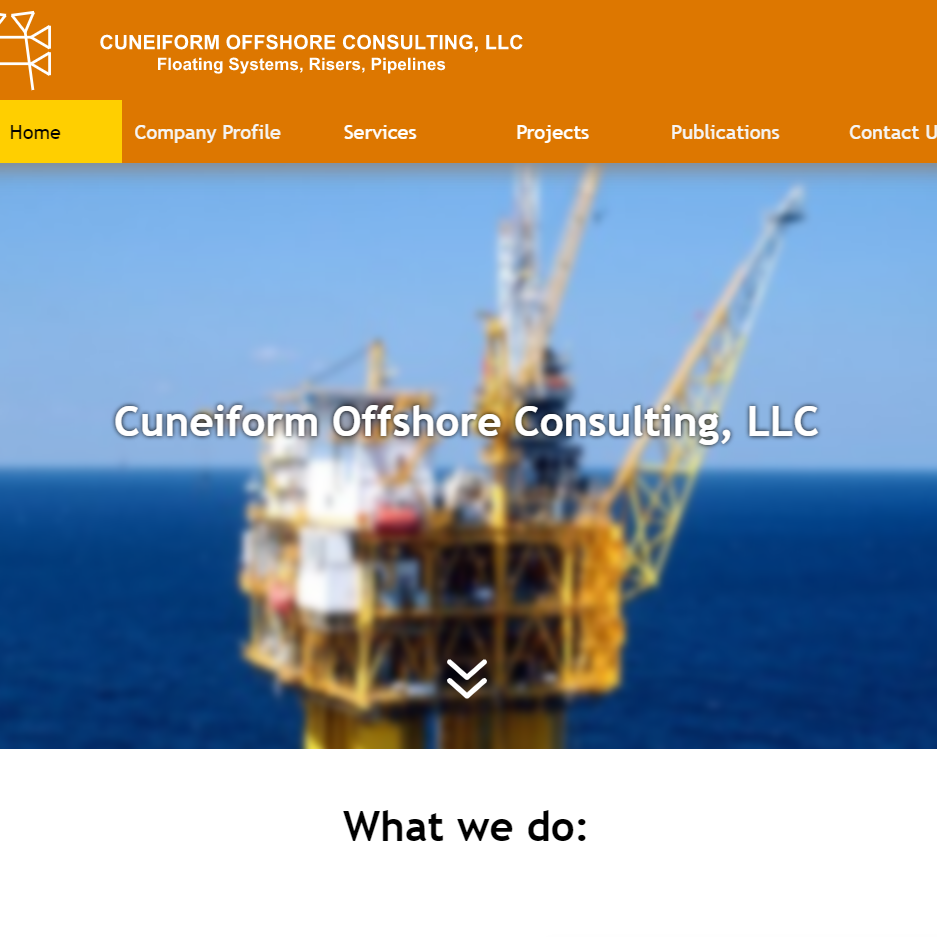 CUNEIFORM OFFSHORE CONSULTING, LLC
Floating Systems, Risers, Pipelines
Home Company Profile Services Projects Publications Contact U
Cuneiform Offshore Consulting, LLC
What we do: